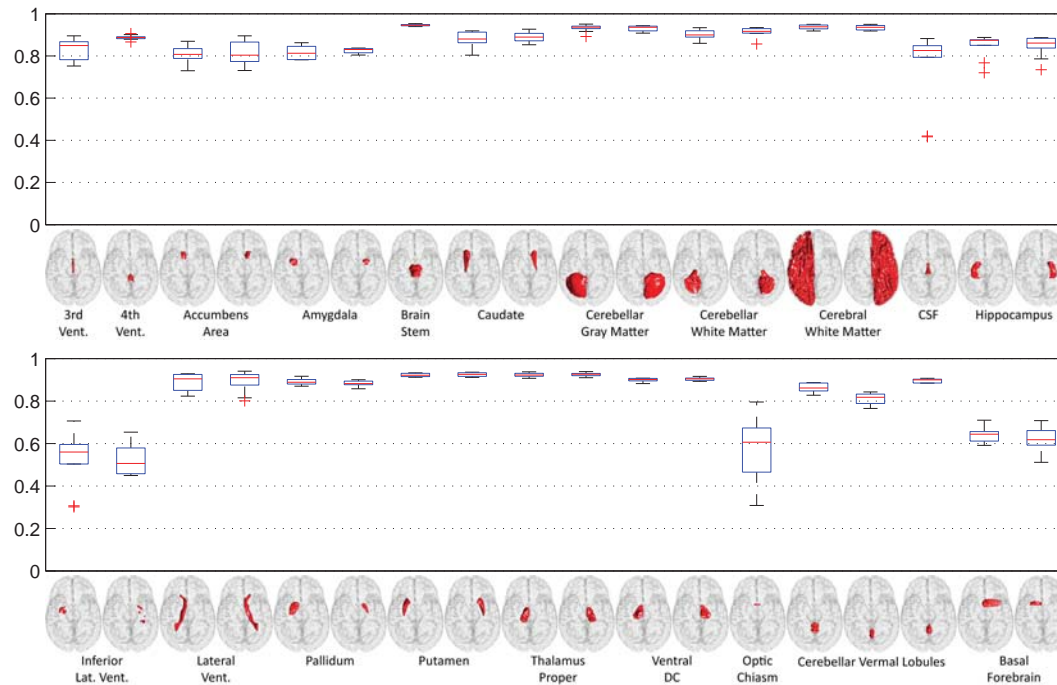 1
0.8
0.6
0.4
0.2
0
3rd Vent.
4th Vent.
Accumbens Area
Amygdala
Brain Stem
Caudate
Cerebellar Gray Matter
Cerebellar White Matter
Cerebral White Matter
CSF
Hippocampus
1
0.8
0.6
0.4
0.2
0
Inferior Lat. Vent.
Lateral Vent.
Pallidum
Putamen
Thalamus Proper
Ventral DC
Optic Chiasm
Cerebellar Vermal Lobules
Basal Forebrain